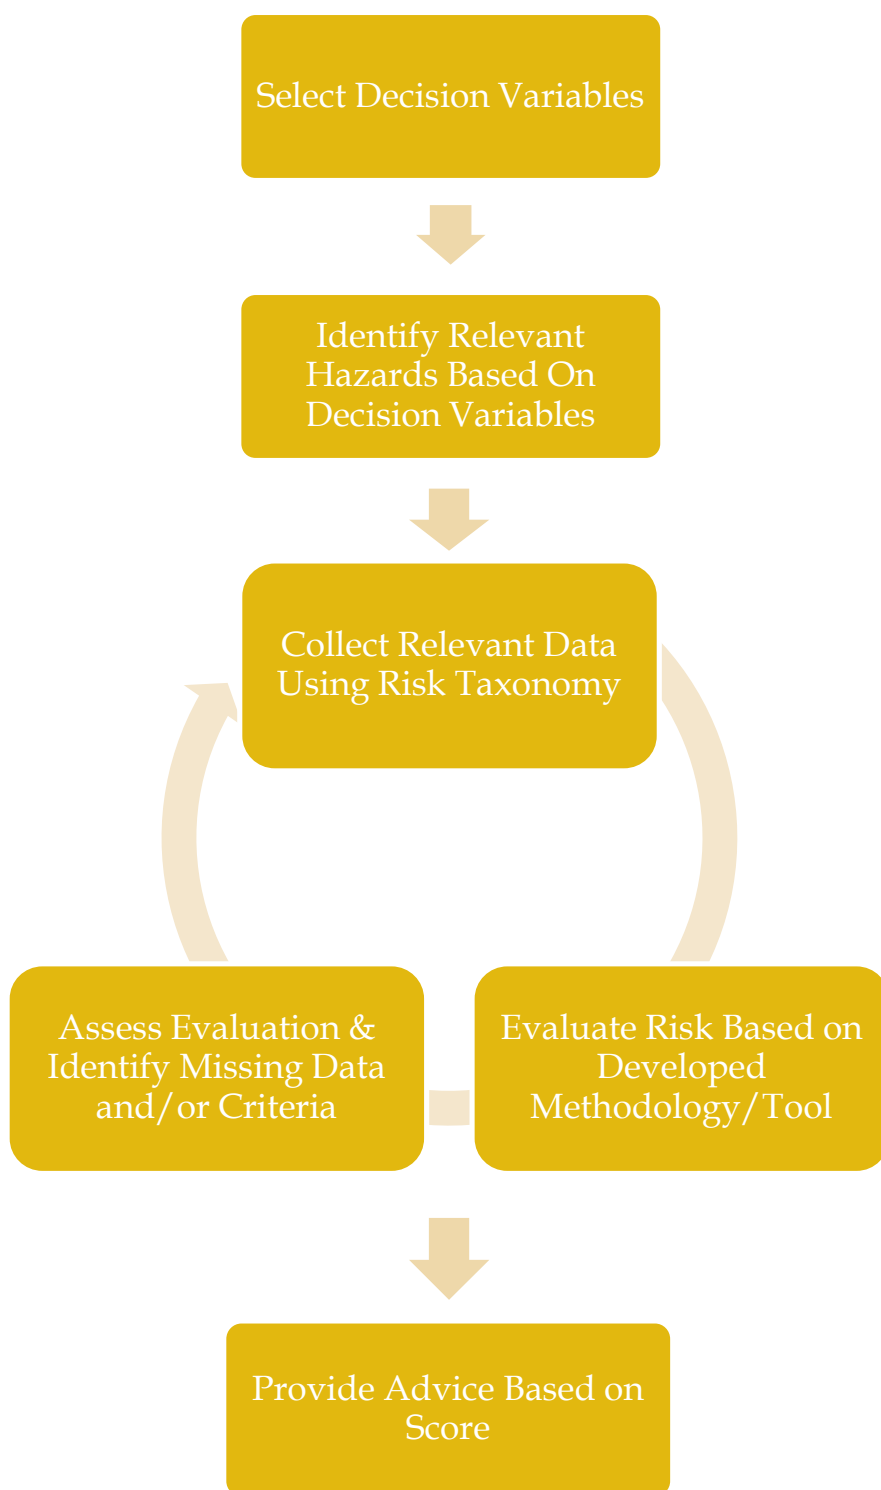 Select Decision Variables
Identify Relevant
Hazards Based On
Decision Variables
Collect Relevant Data
Using Risk Taxonomy
Assess Evaluation &
Identify Missing Data
and/or Criteria
Evaluate Risk Based on
Developed
Methodology/Tool
Provide Advice Based on
Score